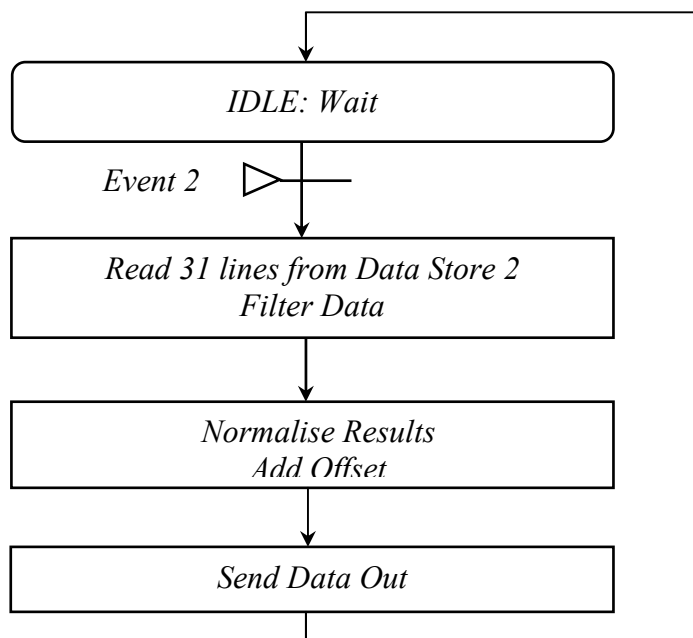 IDLE: Wait
Event 2
Read 31 lines from Data Store 2
Filter Data
Normalise Results
Add Offset
Send Data Out